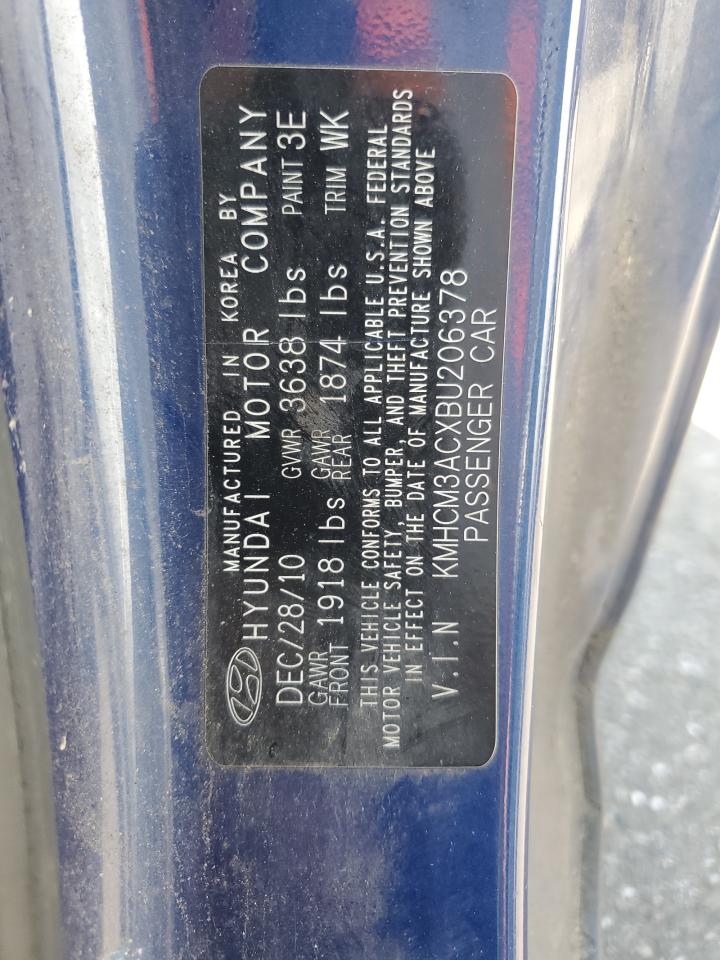 MANUFACTURED IN KOREA BY
HYUNDAI MOTOR COMPANY
DEC/28/10 GVWR 3638 lbs PAINT 3E
GAWR FRONT 1918 lbs GAWR REAR 1874 lbs TRIM WK
THIS VEHICLE CONFORMS TO ALL APPLICABLE U.S.A. FEDERAL
MOTOR VEHICLE SAFETY, BUMPER, AND THEFT PREVENTION STANDARDS
IN EFFECT ON THE DATE OF MANUFACTURE SHOWN ABOVE
V.I.N KMHCM3ACXBU206378
PASSENGER CAR